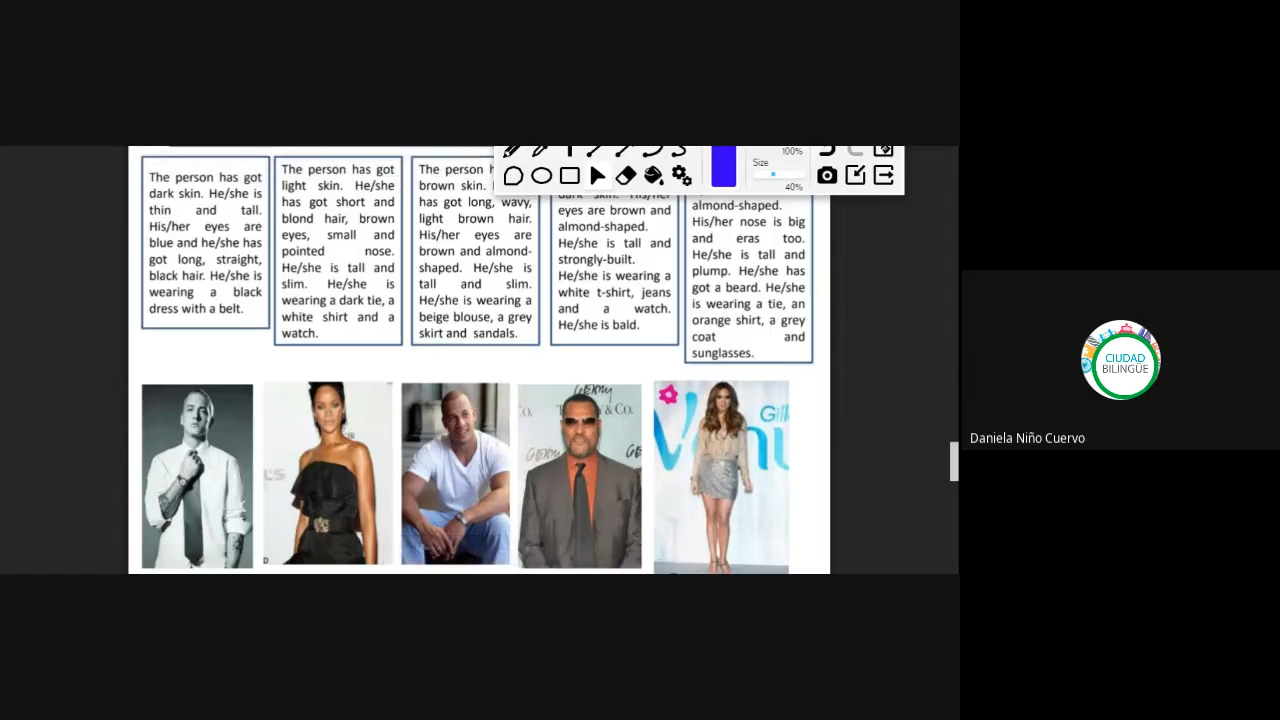 100%
Size
40%
The person has got
dark skin. He/she is
thin and tall.
His/her eyes are
blue and he/she has
got long, straight,
black hair. He/she is
wearing a black
dress with a belt.
The person has got
light skin. He/she
has got short and
blond hair, brown
eyes, small and
pointed nose.
He/she is tall and
slim. He/she is
wearing a dark tie, a
white shirt and a
watch.
The person h
brown skin.
has got long, wavy,
light brown hair.
His/her eyes are
brown and almond-
shaped. He/she is
tall and slim.
He/she is wearing a
beige blouse, a grey
skirt and sandals.
dark skin. His/her
eyes are brown and
almond-shaped.
He/she is tall and
strongly-built.
He/she is wearing a
white t-shirt, jeans
and a watch.
He/she is bald.
almond-shaped.
His/her nose is big
and eras too.
He/she is tall and
plump. He/she has
got a beard. He/she
is wearing a tie, an
orange shirt, a grey
coat and
sunglasses.
& Co.
Venu
CIUDAD
BILINGÜE
Daniela Niño Cuervo